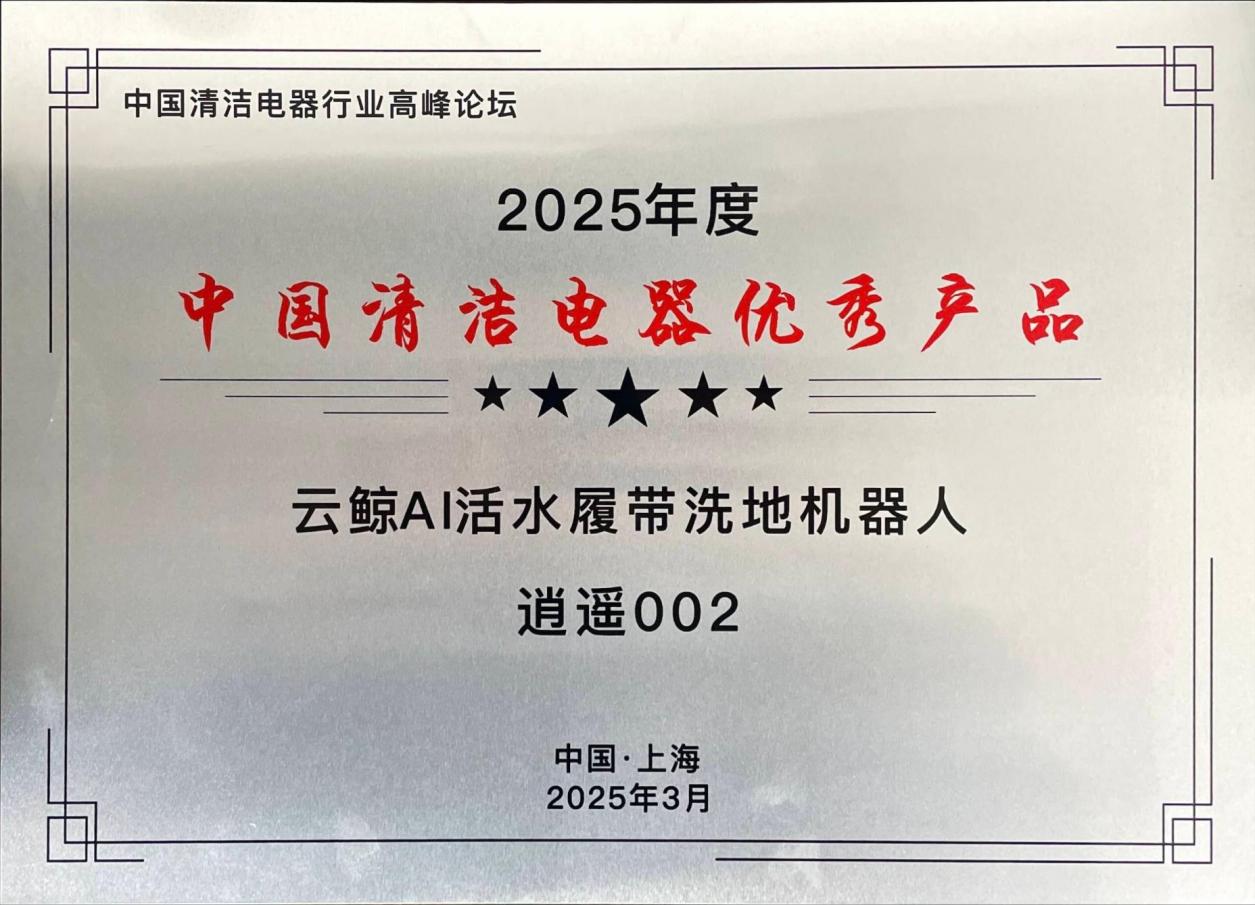 中国清洁电器行业高峰论坛
2025年度
中国清洁电器优秀产品
云鲸AI活水履带洗地机器人
逍遥002
中国·上海
2025年3月